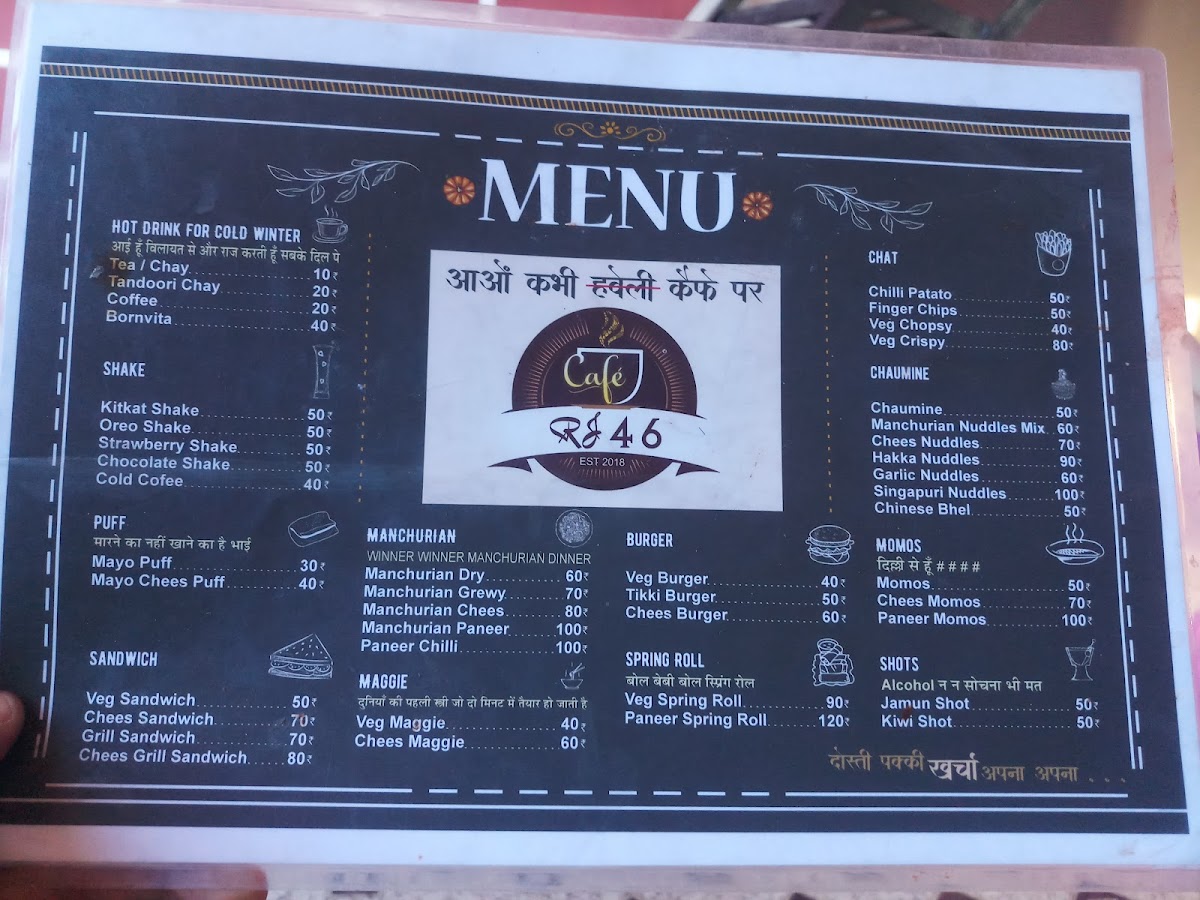 MENU
HOT DRINK FOR COLD WINTER
आई हूँ विलायत से और राज करती हूँ सबके दिल पे
Tea / Chay 10₹
Tandoori Chay 20₹
Coffee 20₹
Bornvita 40₹
SHAKE
Kitkat Shake 50₹
Oreo Shake 50₹
Strawberry Shake 50₹
Chocolate Shake 50₹
Cold Cofee 40₹
PUFF
मारने का नहीं खाने का है भाई
Mayo Puff 30₹
Mayo Chees Puff 40₹
SANDWICH
Veg Sandwich 50₹
Chees Sandwich 70₹
Grill Sandwich 70₹
Chees Grill Sandwich 80₹
आओं कभी हवेली कैफे पर
Café
RJ 46
EST 2018
MANCHURIAN
WINNER WINNER MANCHURIAN DINNER
Manchurian Dry 60₹
Manchurian Grewy 70₹
Manchurian Chees 80₹
Manchurian Paneer 100₹
Paneer Chilli 100₹
MAGGIE
दुनियाँ की पहली स्त्री जो दो मिनट में तैयार हो जाती है
Veg Maggie 40₹
Chees Maggie 60₹
BURGER
Veg Burger 40₹
Tikki Burger 50₹
Chees Burger 60₹
SPRING ROLL
बोल बेबी बोल स्प्रिंग रोल
Veg Spring Roll 90₹
Paneer Spring Roll 120₹
CHAT
Chilli Patato 50₹
Finger Chips 50₹
Veg Chopsy 40₹
Veg Crispy 80₹
CHAUMINE
Chaumine 50₹
Manchurian Nuddles Mix 60₹
Chees Nuddles 70₹
Hakka Nuddles 90₹
Garlic Nuddles 60₹
Singapuri Nuddles 100₹
Chinese Bhel 50₹
MOMOS
दिल्ली से हूँ ####
Momos 50₹
Chees Momos 70₹
Paneer Momos 100₹
SHOTS
Alcohol न न सोचना भी मत
Jamun Shot 50₹
Kiwi Shot 50₹
दोस्ती पक्की खर्चा अपना अपना . . .